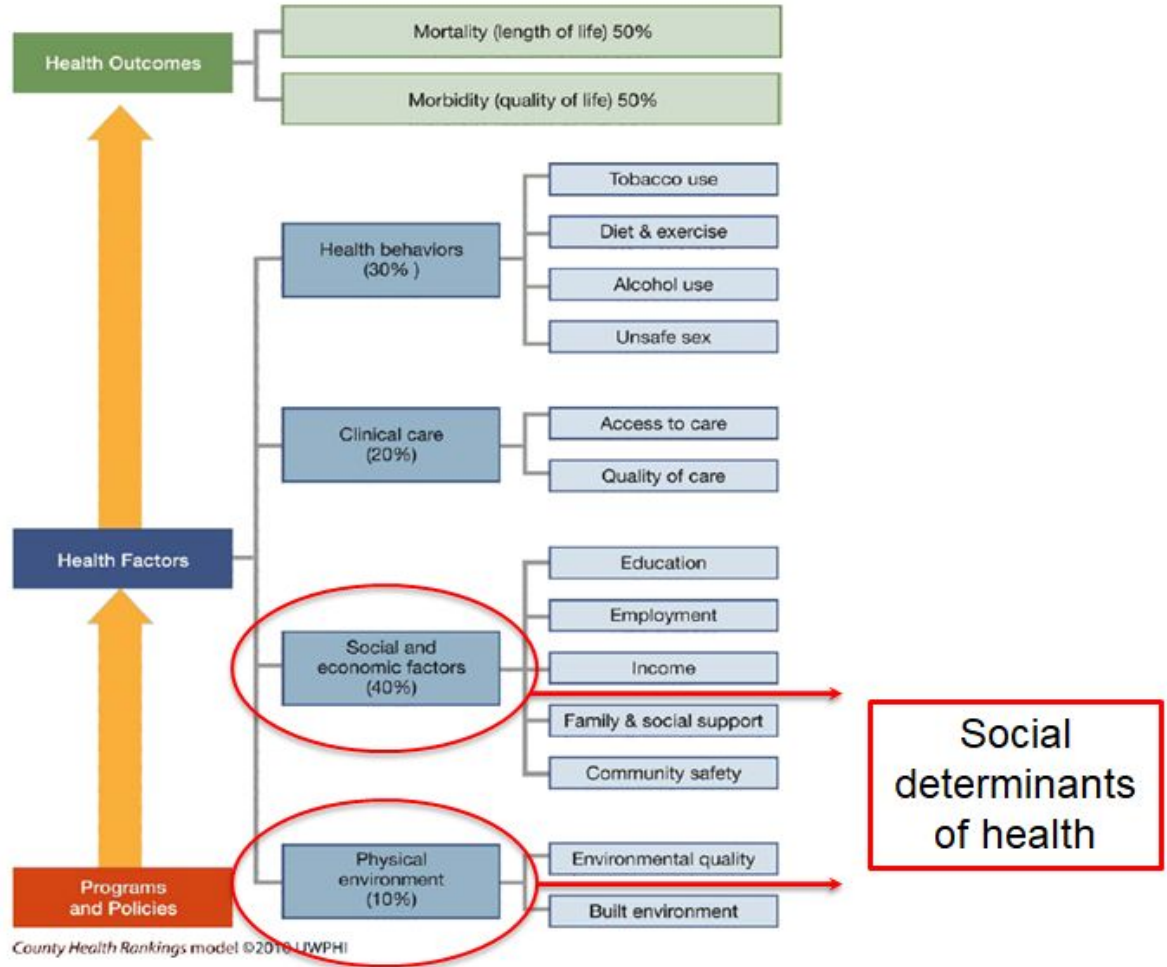 Health Outcomes
Mortality (length of life) 50%
Morbidity (quality of life) 50%
Health Factors
Health behaviors
(30% )
Tobacco use
Diet & exercise
Alcohol use
Unsafe sex
Clinical care
(20%)
Access to care
Quality of care
Social and
economic factors
(40%)
Education
Employment
Income
Family & social support
Community safety
Social
determinants
of health
Physical
environment
(10%)
Environmental quality
Built environment
Programs
and Policies
County Health Rankings model ©2010 UWPHI